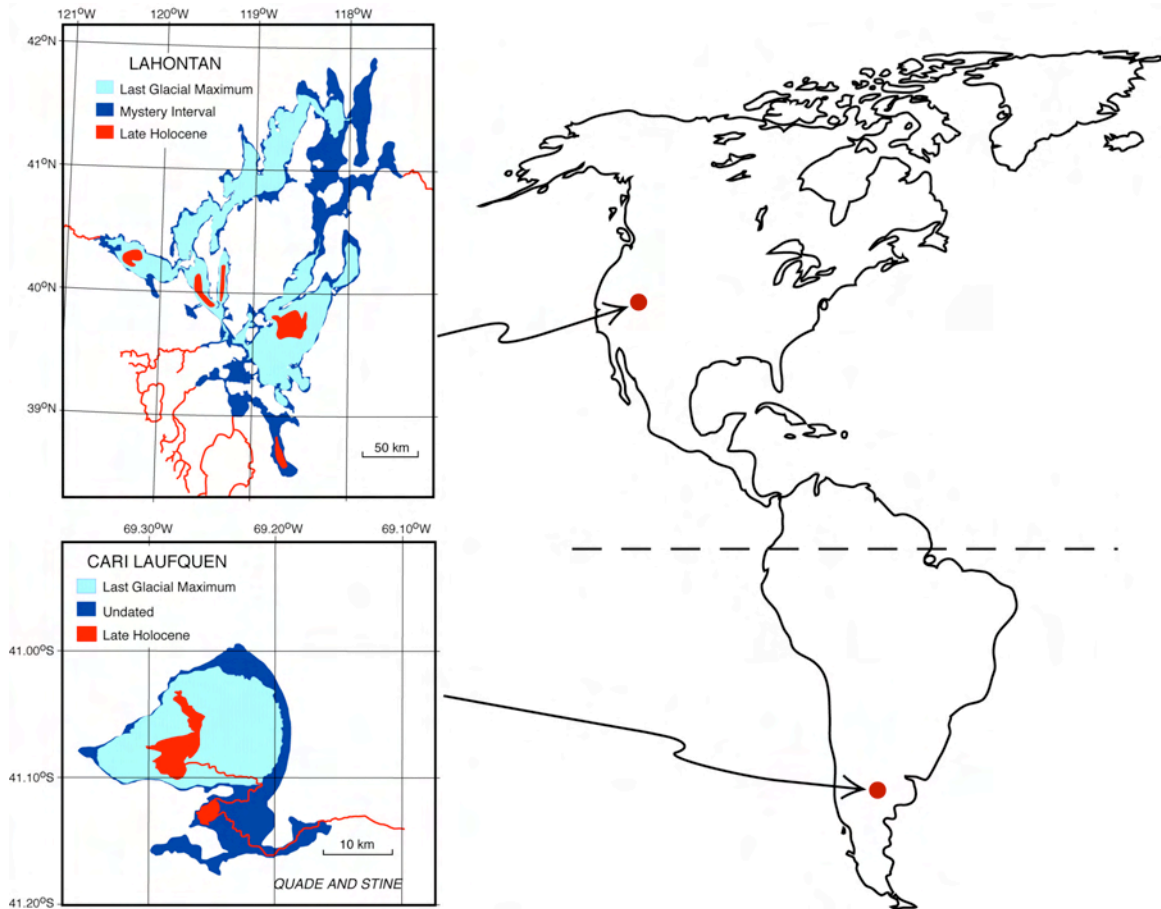 121°W 120°W 119°W 118°W
42°N
LAHONTAN
Last Glacial Maximum
Mystery Interval
Late Holocene
41°N
40°N
39°N
50 km
69.30°W 69.20°W 69.10°W
CARI LAUFQUEN
Last Glacial Maximum
Undated
Late Holocene
41.00°S
41.10°S
10 km
QUADE AND STINE
41.20°S